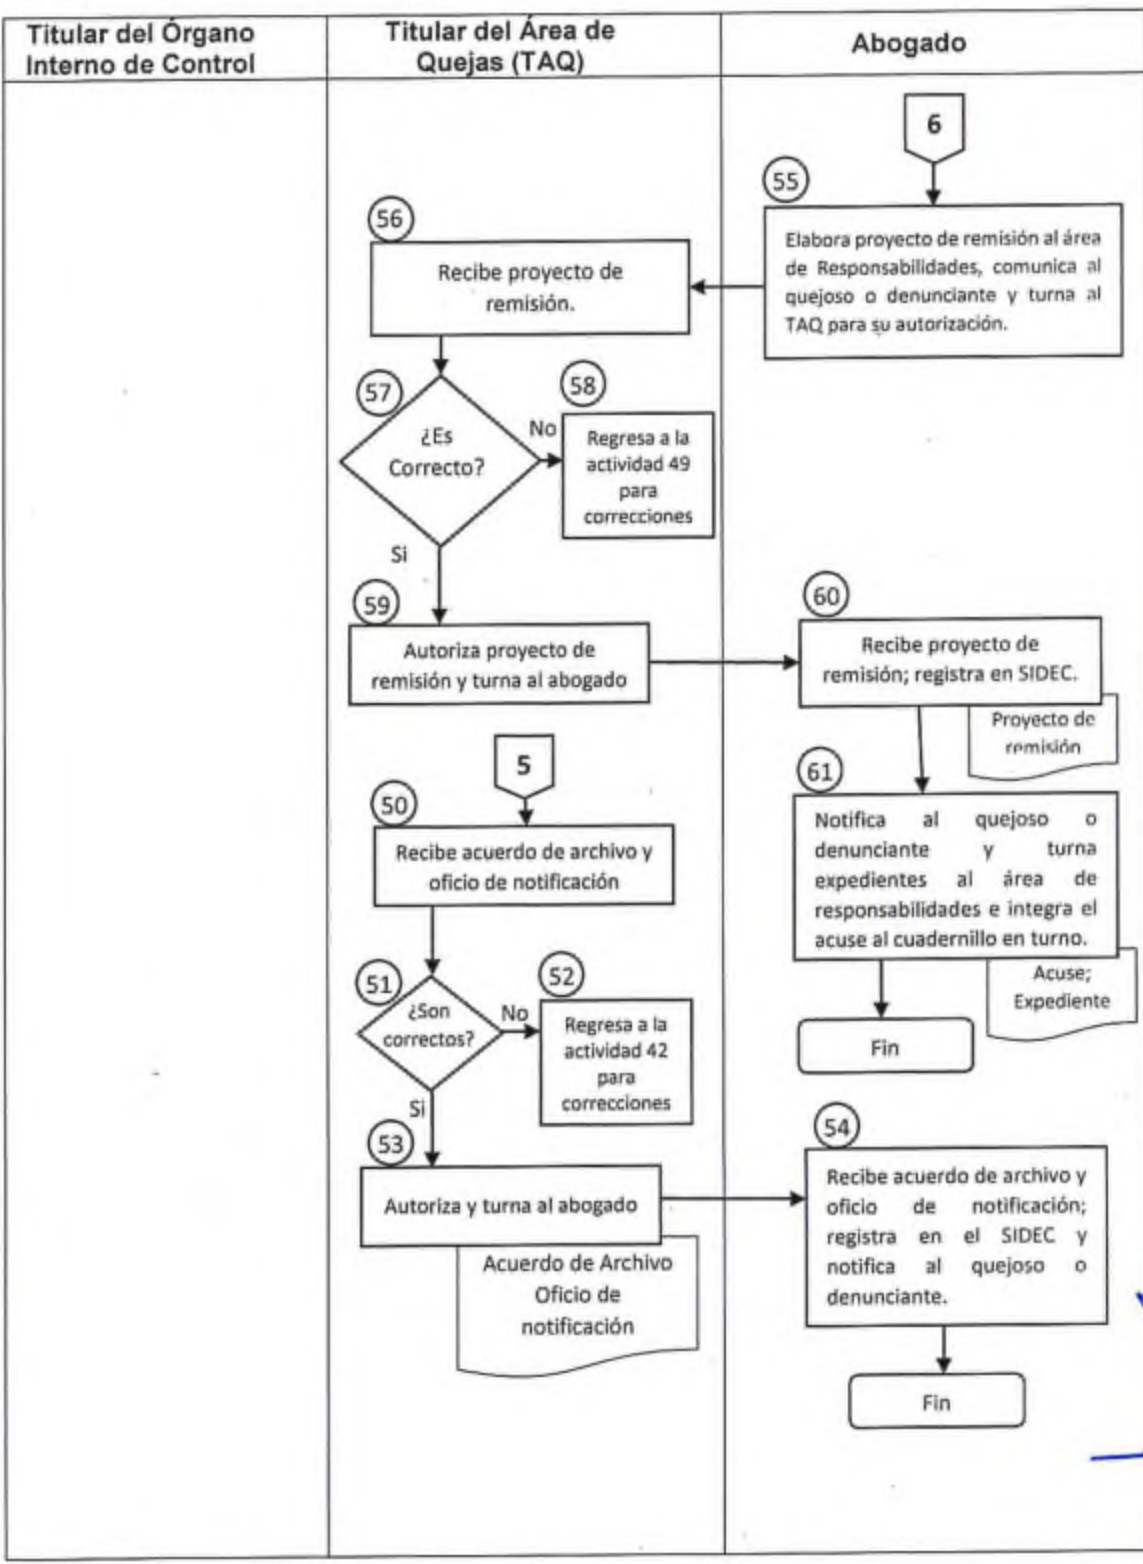 Titular del Órgano
Interno de Control
Titular del Área de
Quejas (TAQ)
Abogado
6
55
Elabora proyecto de remisión al área
de Responsabilidades, comunica al
quejoso o denunciante y turna al
TAQ para su autorización.
56
Recibe proyecto de
remisión.
57
¿Es
Correcto?
No
58
Regresa a la
actividad 49
para
correcciones
Si
59
Autoriza proyecto de
remisión y turna al abogado
60
Recibe proyecto de
remisión; registra en SIDEC.
Proyecto de
remisión
61
Notifica al quejoso o
denunciante y turna
expedientes al área de
responsabilidades e integra el
acuse al cuadernillo en turno.
Acuse;
Expediente
Fin
5
50
Recibe acuerdo de archivo y
oficio de notificación
51
¿Son
correctos?
No
52
Regresa a la
actividad 42
para
correcciones
Si
53
Autoriza y turna al abogado
Acuerdo de Archivo
Oficio de
notificación
54
Recibe acuerdo de archivo y
oficio de notificación;
registra en el SIDEC y
notifica al quejoso o
denunciante.
Fin